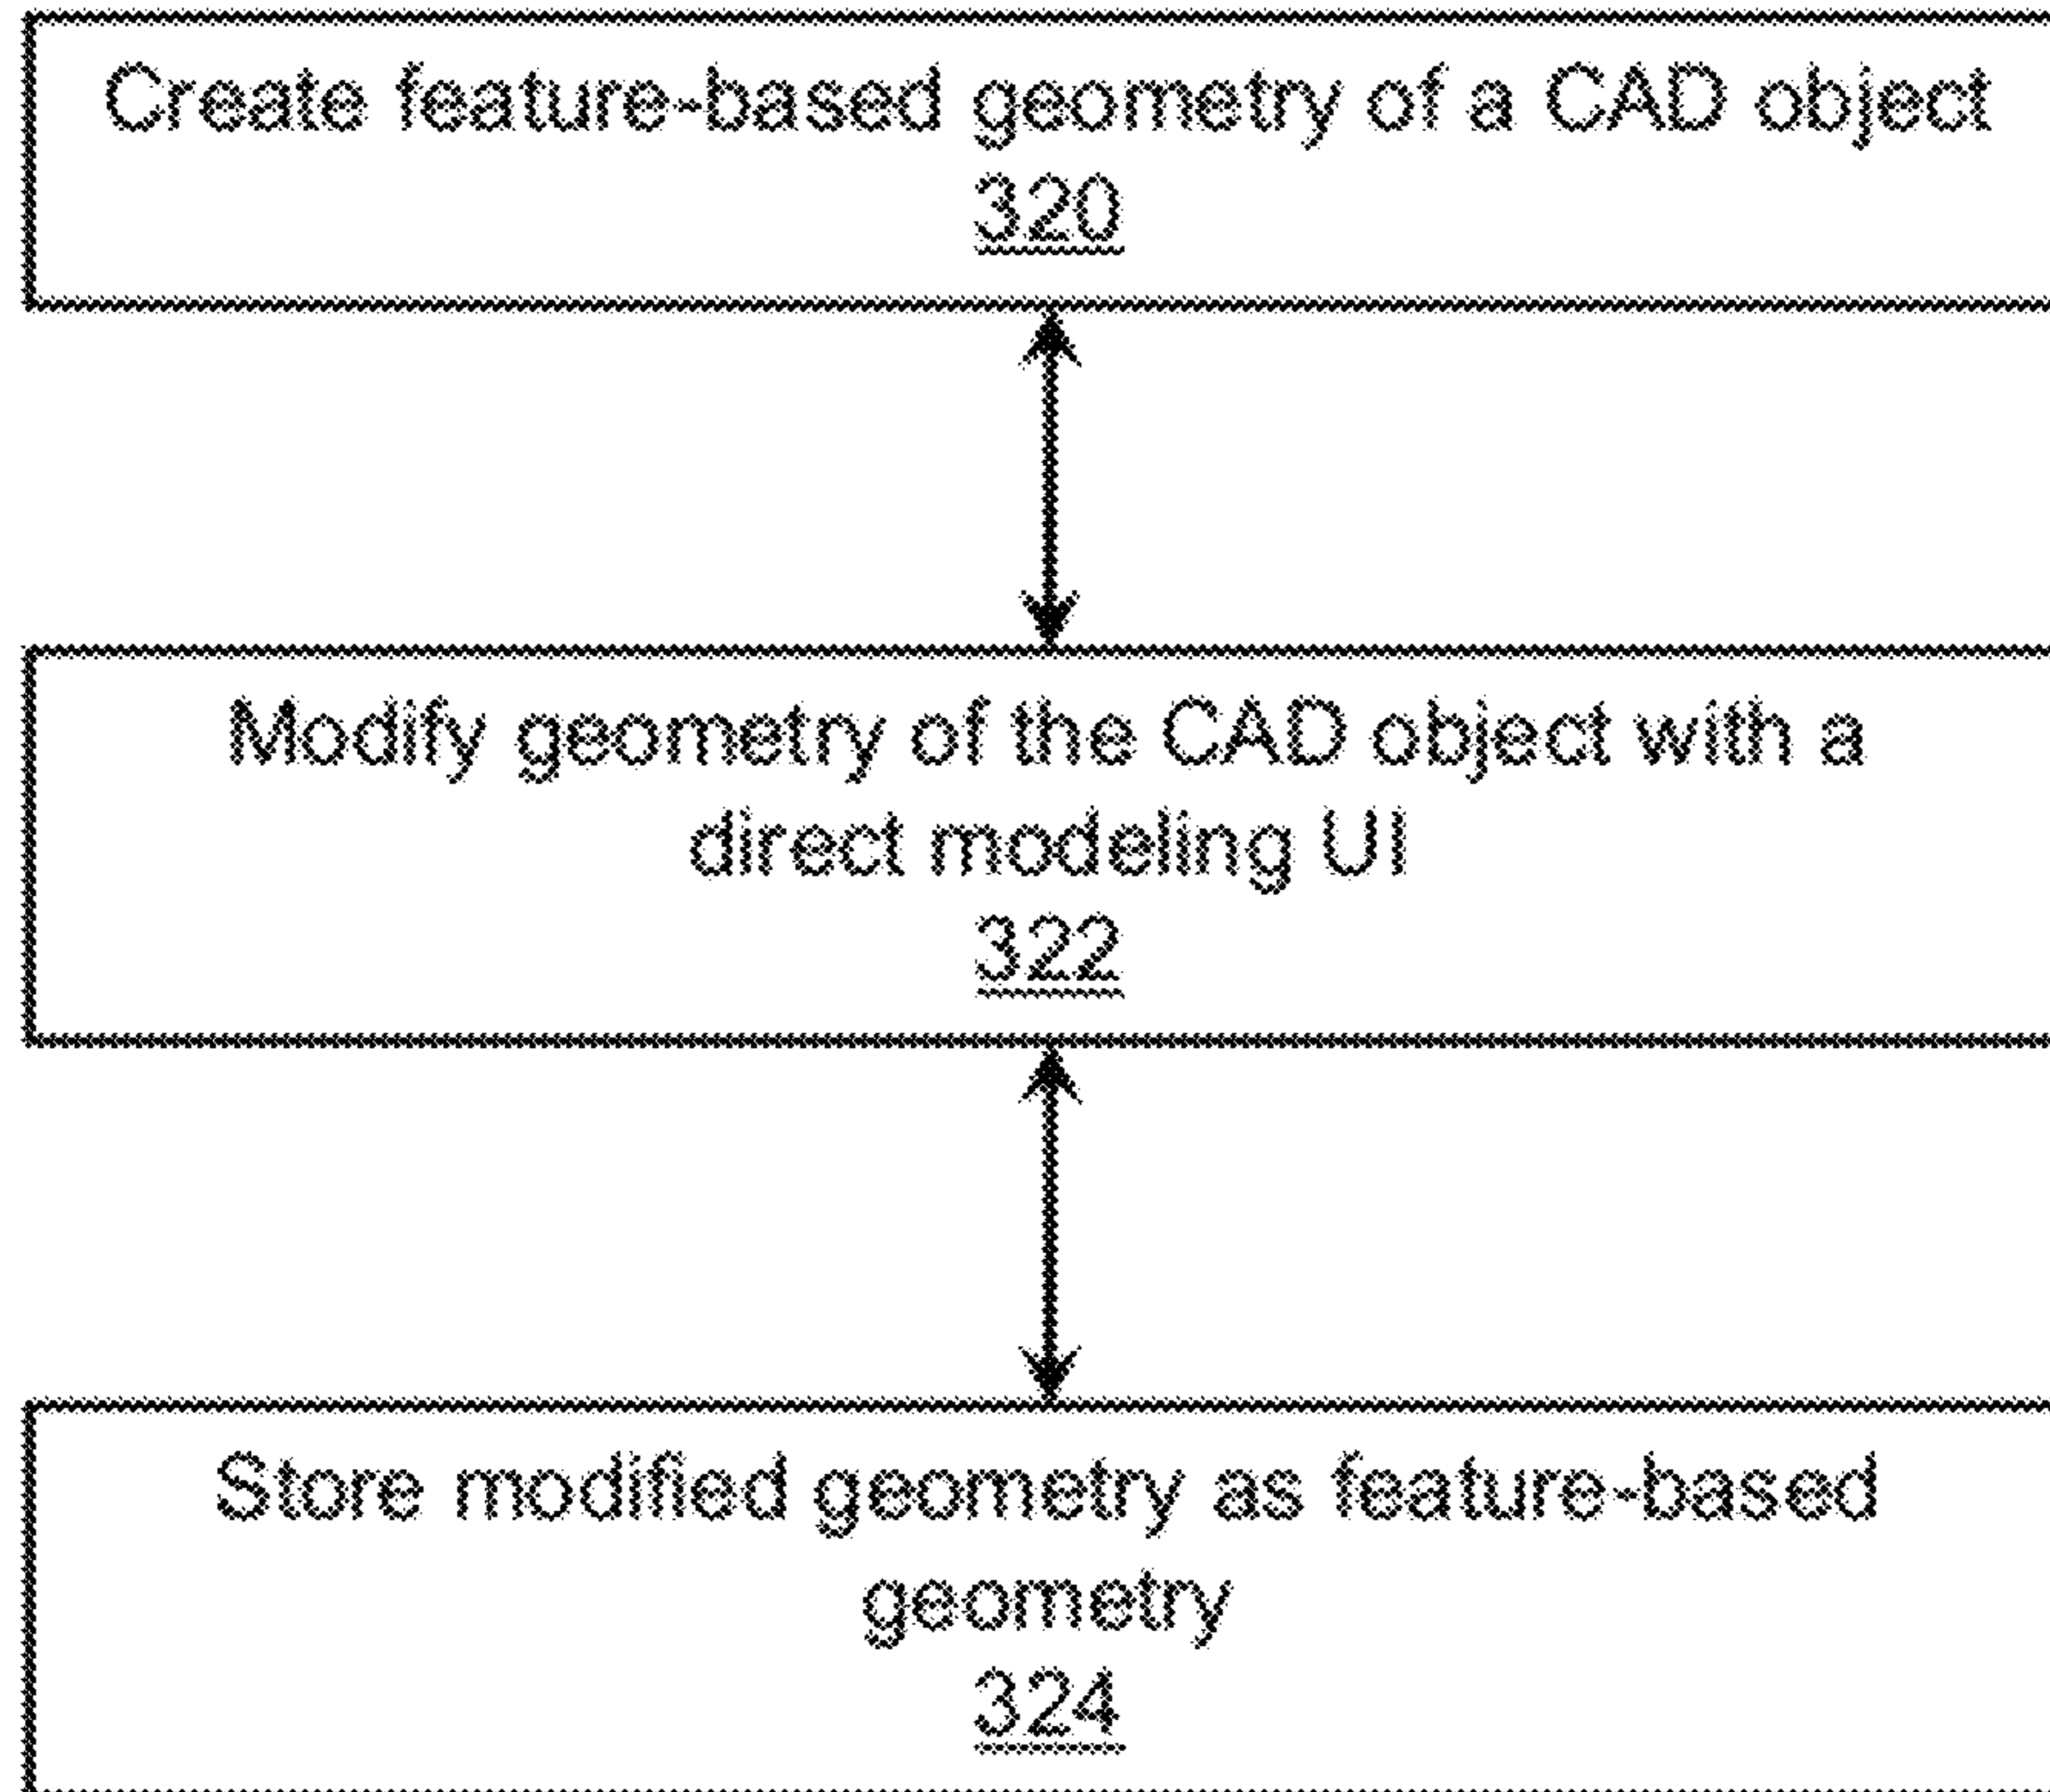 Create feature-based geometry of a CAD object
320
Modify geometry of the CAD object with a
direct modeling UI
322
Store modified geometry as feature-based
geometry
324